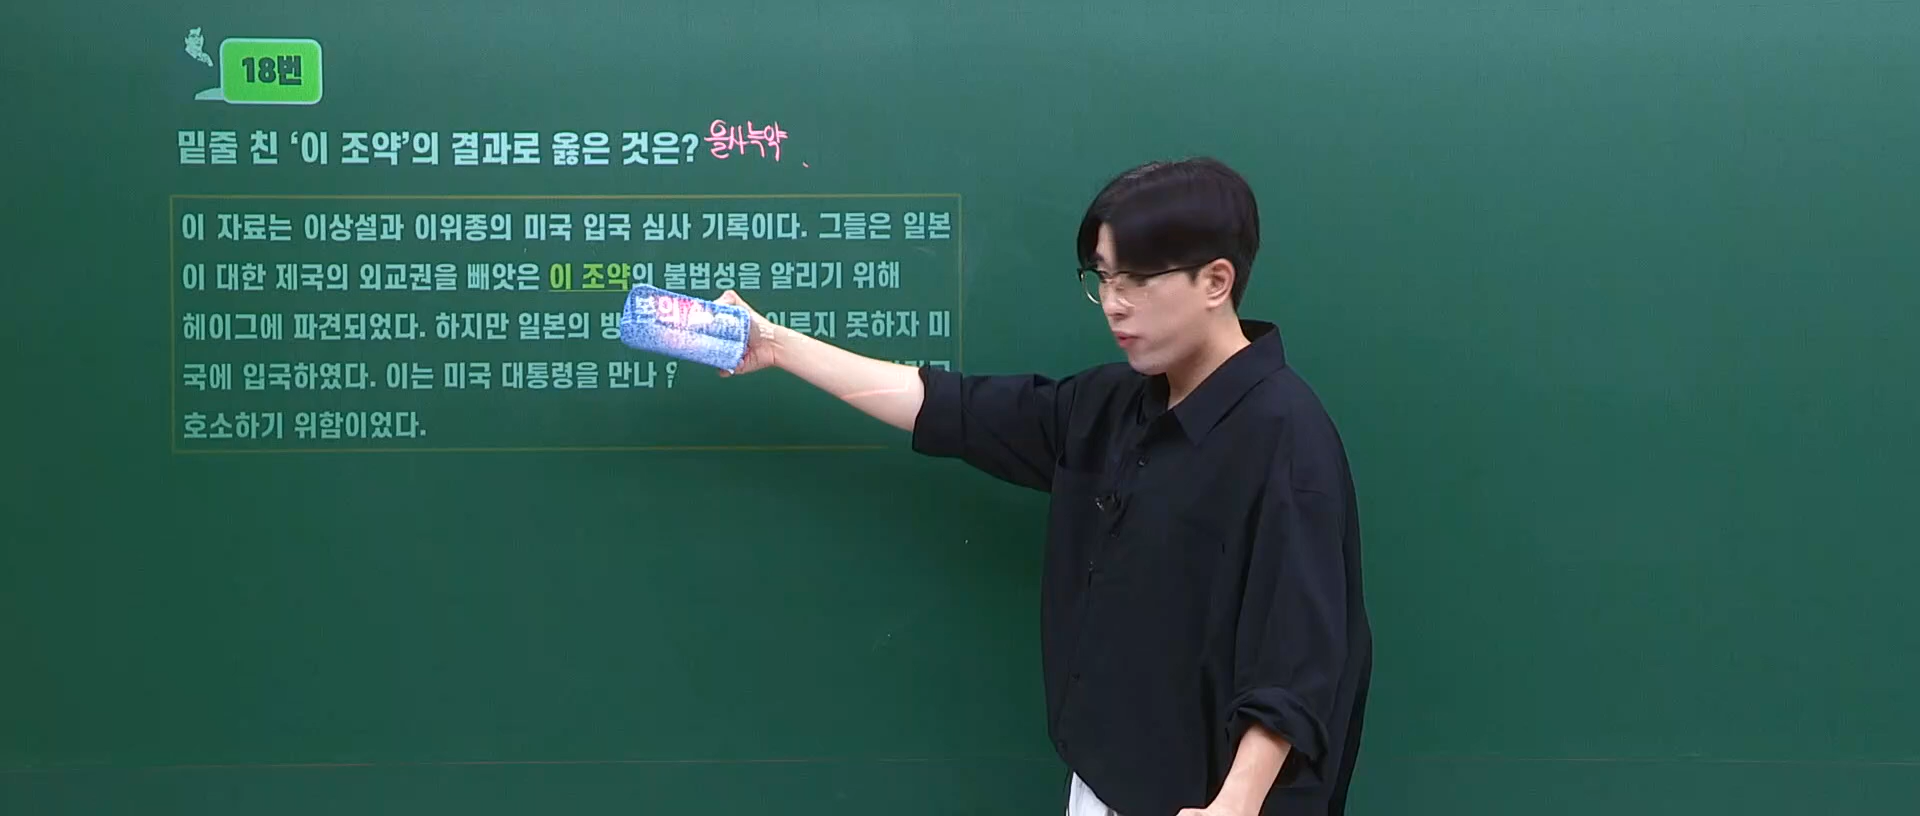 18번
밑줄 친 ‘이 조약’의 결과로 옳은 것은? 을사늑약
이 자료는 이상설과 이위종의 미국 입국 심사 기록이다. 그들은 일본
이 대한 제국의 외교권을 빼앗은 이 조약의 불법성을 알리기 위해
헤이그에 파견되었다. 하지만 일본의 이루지 못하자 미
국에 입국하였다. 이는 미국 대통령을 만나
호소하기 위함이었다.